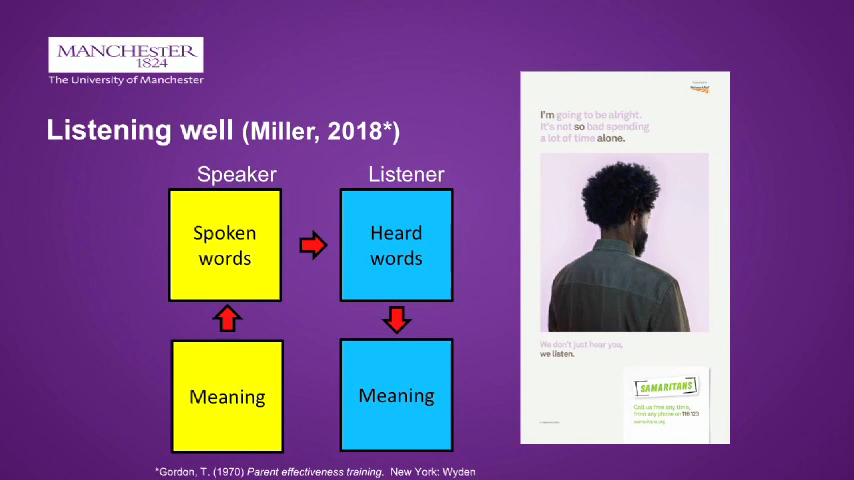 MANCHESTER
1824
The University of Manchester
Listening well (Miller, 2018*)
Speaker
Listener
Spoken
words
Heard
words
Meaning
Meaning
*Gordon, T. (1970) Parent effectiveness training. New York: Wyden
I'm going to be alright.
It's not so bad spending
a lot of time alone.
We don't just hear you,
we listen.
SAMARITANS
Call us free any time,
from any phone on 116 123
samaritans.org